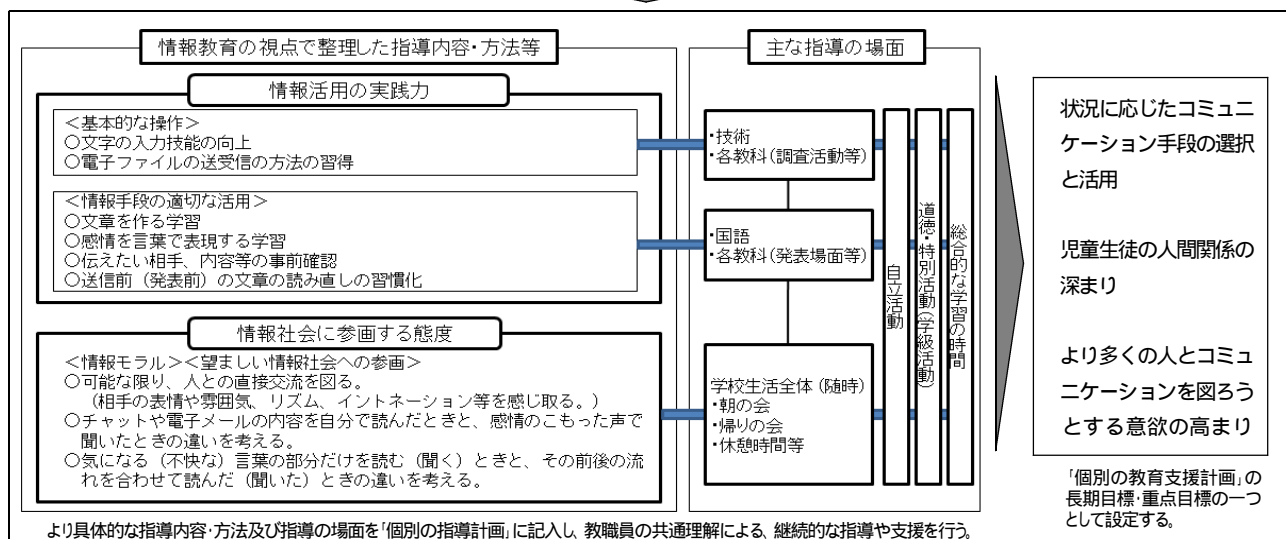 情報教育の視点で整理した指導内容・方法等
情報活用の実践力
＜基本的な操作＞
○文字の入力技能の向上
○電子ファイルの送受信の方法の習得
＜情報手段の適切な活用＞
○文章を作る学習
○感情を言葉で表現する学習
○伝えたい相手、内容等の事前確認
○送信前（発表前）の文章の読み直しの習慣化
情報社会に参画する態度
＜情報モラル＞＜望ましい情報社会への参画＞
○可能な限り、人との直接交流を図る。
（相手の表情や雰囲気、リズム、イントネーション等を感じ取る。）
○チャットや電子メールの内容を自分で読んだときと、感情のこもった声で
聞いたときの違いを考える。
○気になる（不快な）言葉の部分だけを読む（聞く）ときと、その前後の流
れを合わせて読んだ（聞いた）ときの違いを考える。
主な指導の場面
・技術
・各教科（調査活動等）
・国語
・各教科（発表場面等）
学校生活全体（随時）
・朝の会
・帰りの会
・休憩時間等
自立活動
道徳・特別活動（学級活動）
総合的な学習の時間
状況に応じたコミュニ
ケーション手段の選択
と活用
児童生徒の人間関係の
深まり
より多くの人とコミュ
ニケーションを図ろう
とする意欲の高まり
「個別の教育支援計画」の
長期目標・重点目標の一つ
として設定する。
より具体的な指導内容・方法及び指導の場面を「個別の指導計画」に記入し、教職員の共通理解による、継続的な指導や支援を行う。